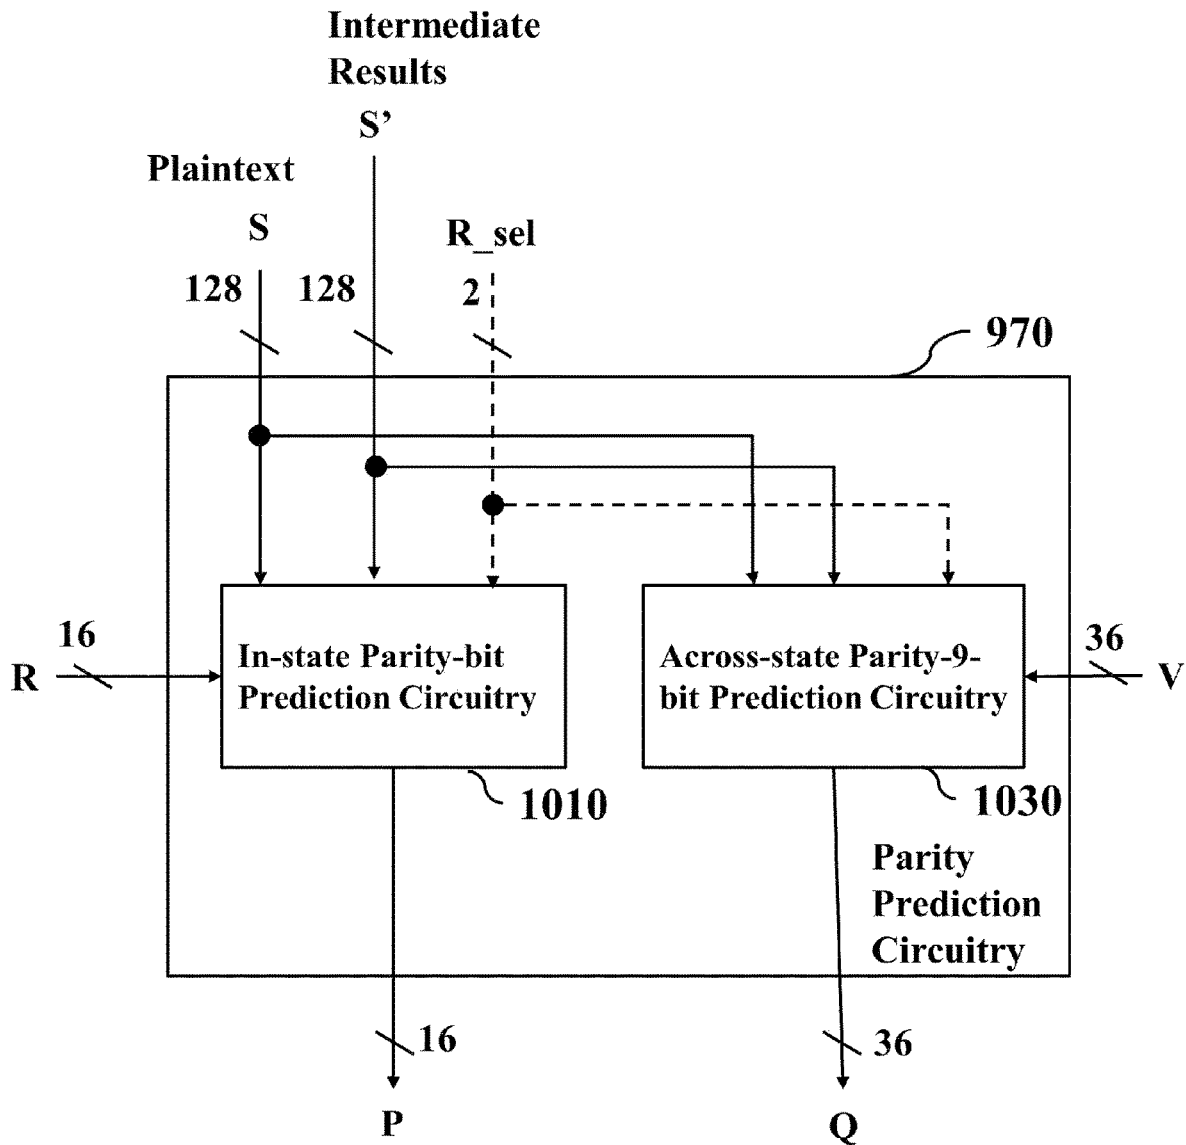 Intermediate
Results
S’
Plaintext
S
R_sel
128
128
2
970
16
R
In-state Parity-bit
Prediction Circuitry
Across-state Parity-9-
bit Prediction Circuitry
36
V
1010
1030
Parity
Prediction
Circuitry
16
36
P
Q